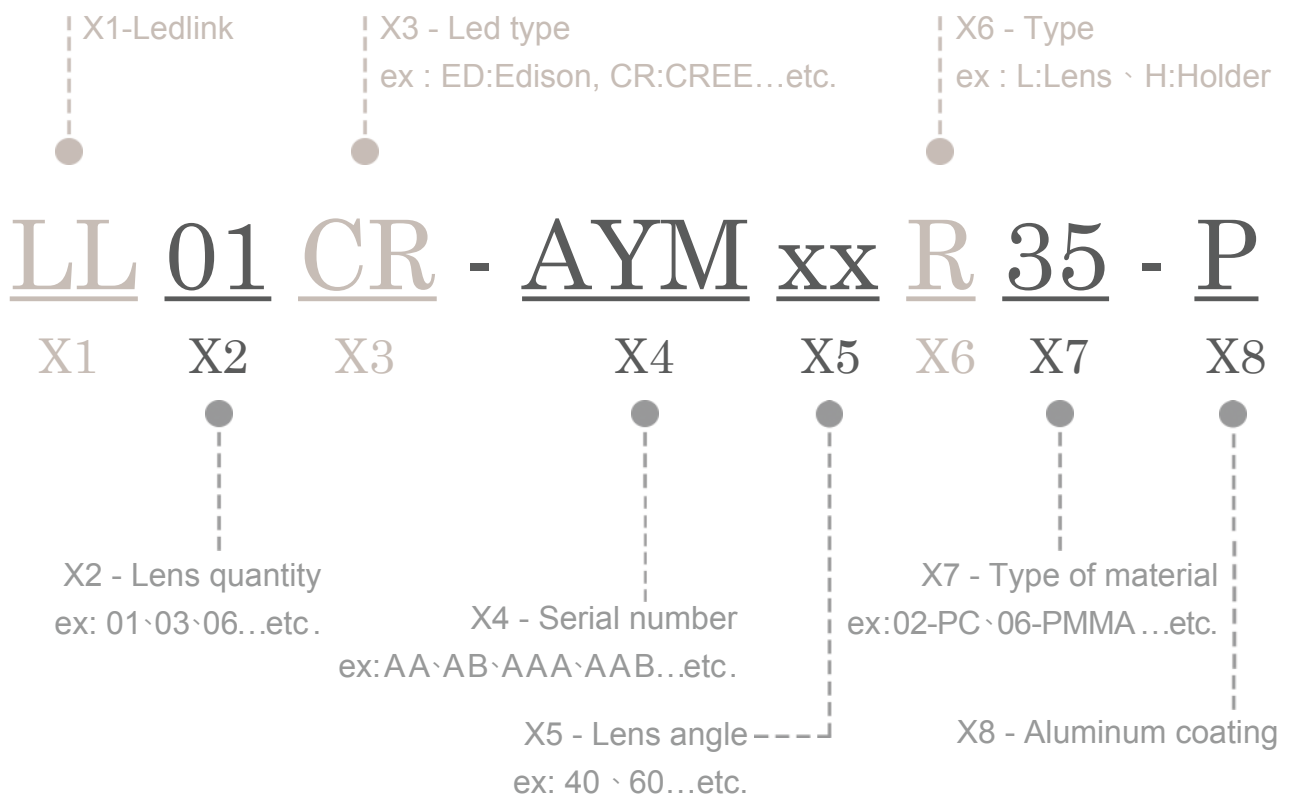 X1-Ledlink
X3 - Led type
ex : ED:Edison, CR:CREE...etc.
X6 - Type
ex : L:Lens、H:Holder
LL 01 CR - AYM xx R 35 - P
X1 X2 X3 X4 X5 X6 X7 X8
X2 - Lens quantity
ex: 01、03、06...etc.
X4 - Serial number
ex:AA、AB、AAA、AAB...etc.
X7 - Type of material
ex:02-PC、06-PMMA...etc.
X5 - Lens angle
ex: 40 、60...etc.
X8 - Aluminum coating